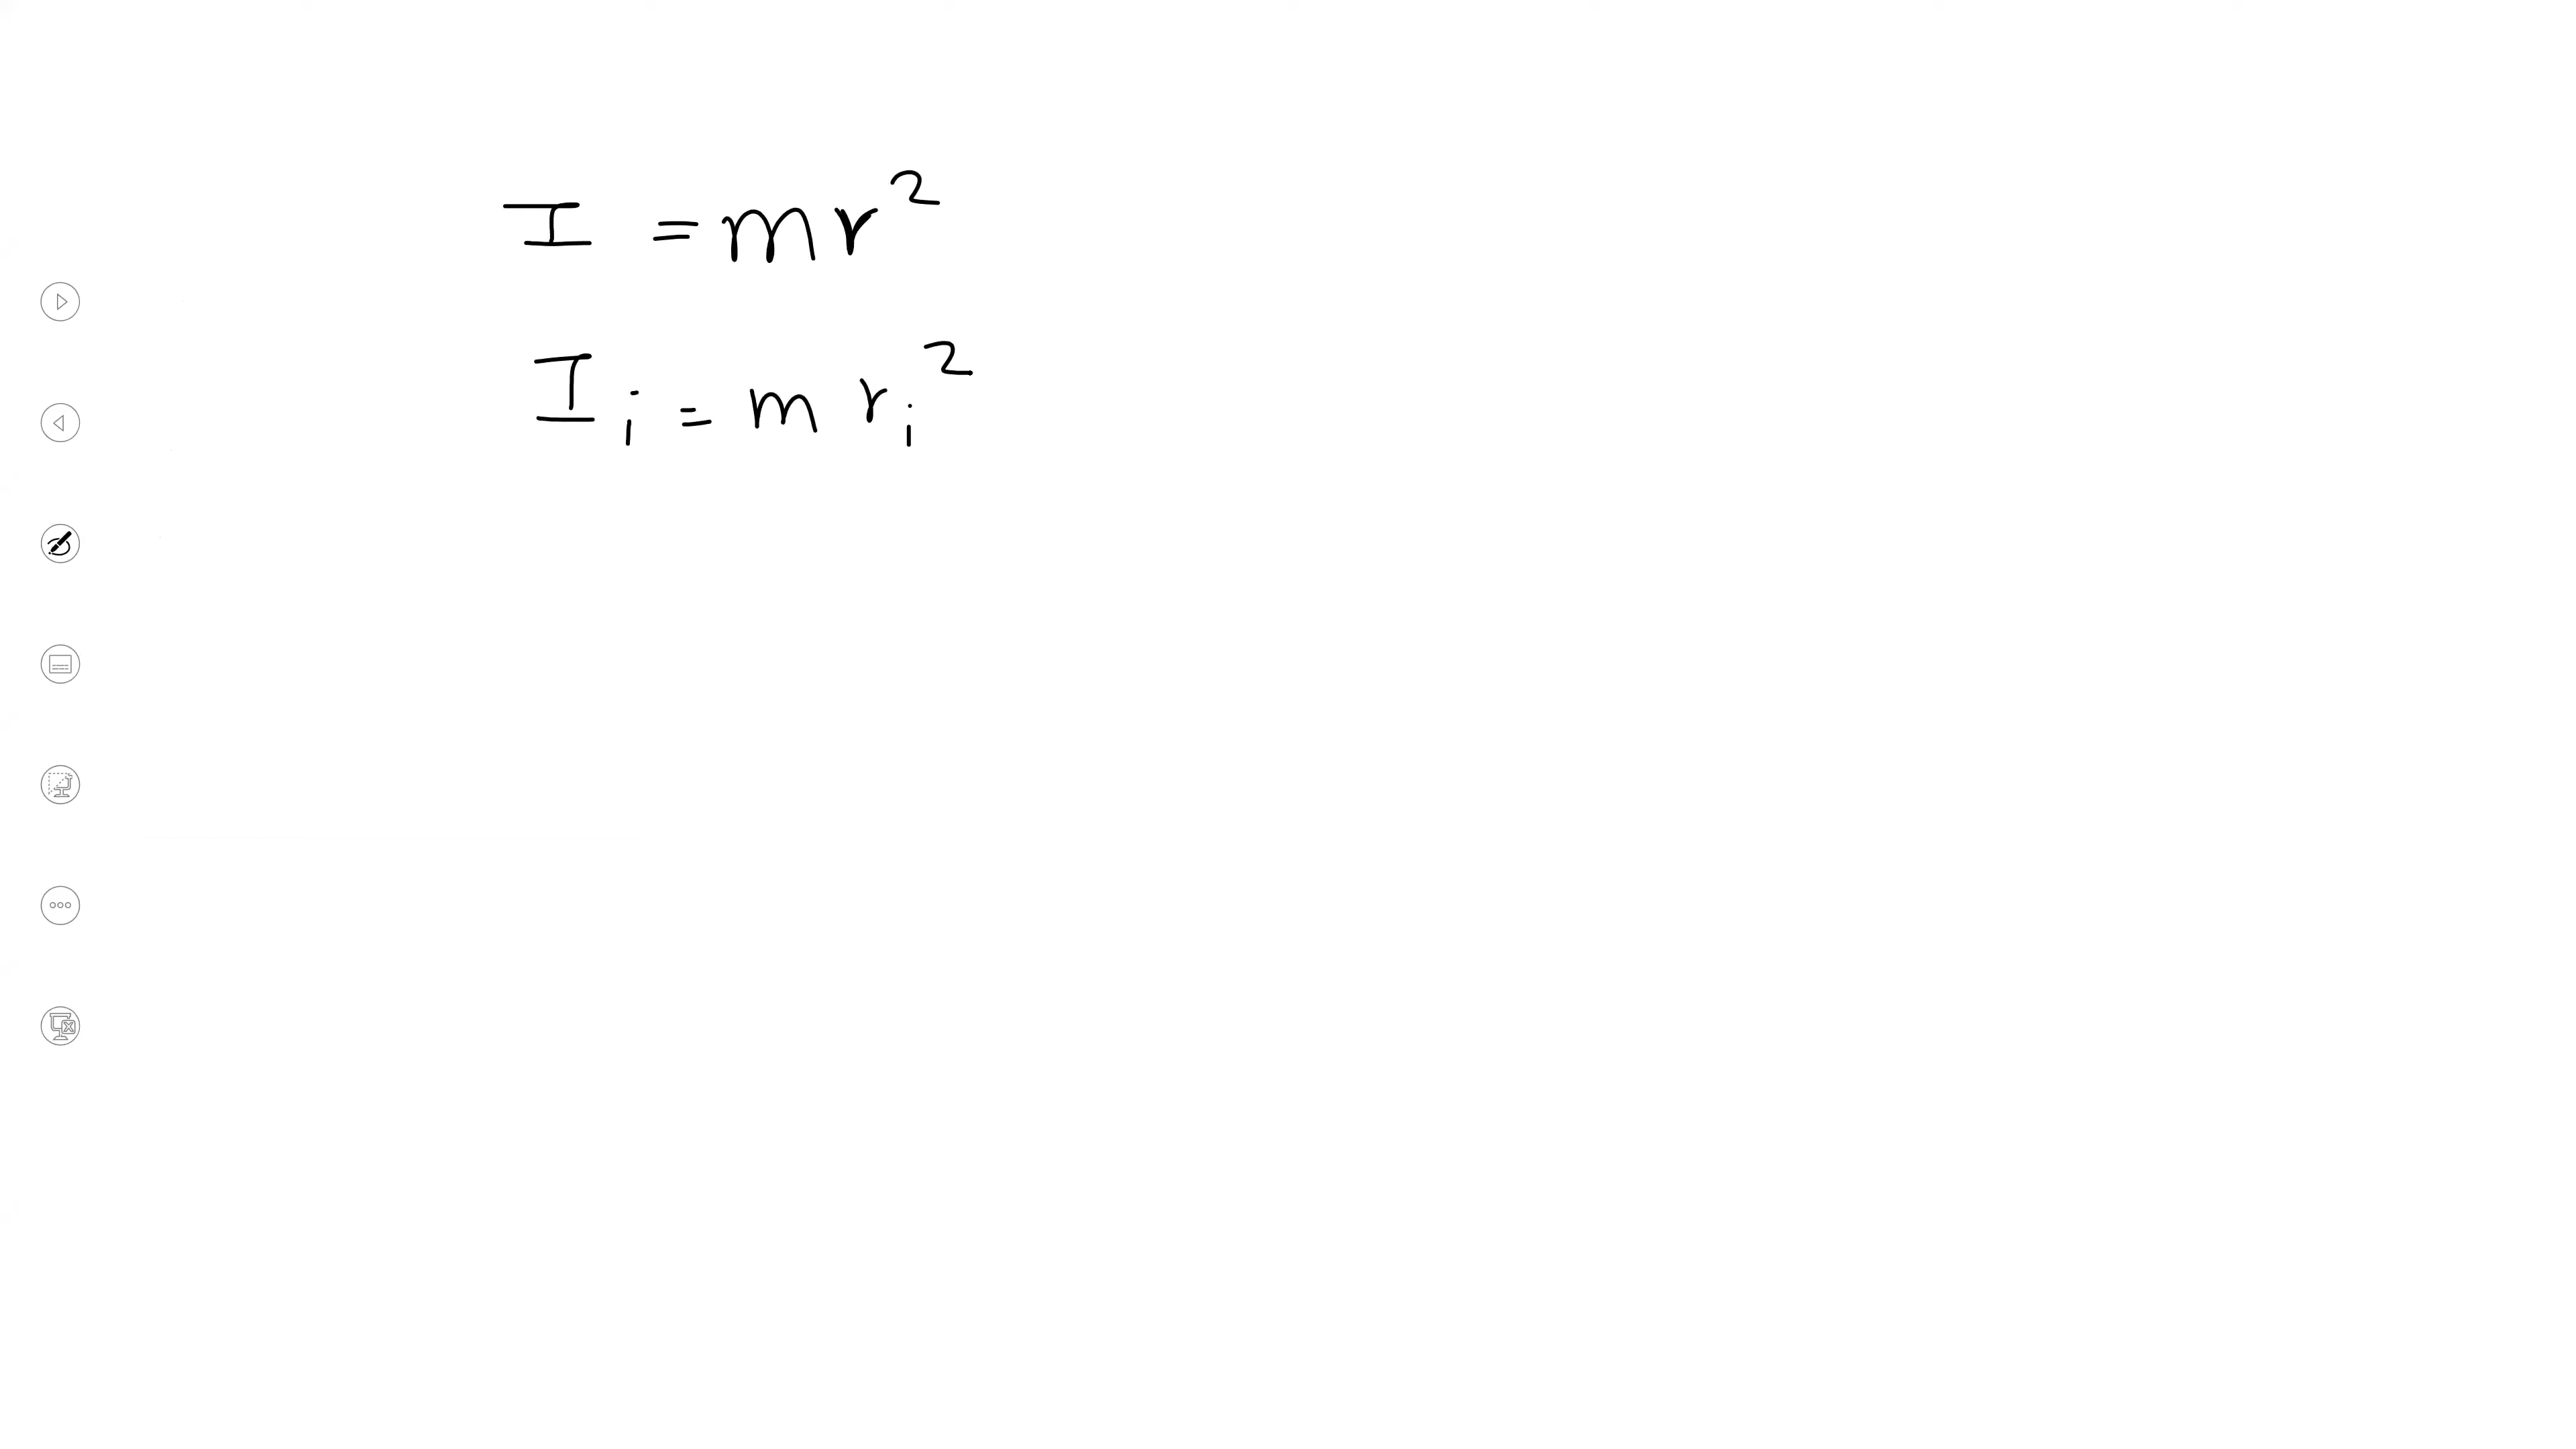 I = mr²
Iᵢ = m rᵢ²